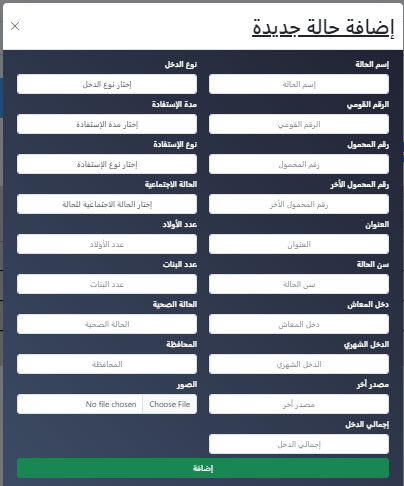 إضافة حالة جديدة
×
إسم الحالة
نوع الدخل
إسم الحالة
إختار نوع الدخل
الرقم القومي
مدة الإستفادة
الرقم القومي
إختار مدة الإستفادة
رقم المحمول
نوع الإستفادة
رقم المحمول
إختار نوع الإستفادة
رقم المحمول الأخر
الحالة الاجتماعية
رقم المحمول الأخر
إختار الحالة الاجتماعية للحالة
العنوان
عدد الأولاد
العنوان
عدد الأولاد
سن الحالة
عدد البنات
سن الحالة
عدد البنات
دخل المعاش
الحالة الصحية
دخل المعاش
الحالة الصحية
الدخل الشهري
المحافظة
الدخل الشهري
المحافظة
مصدر أخر
الصور
مصدر أخر
Choose File No file chosen
إجمالي الدخل
إجمالي الدخل
إضافة